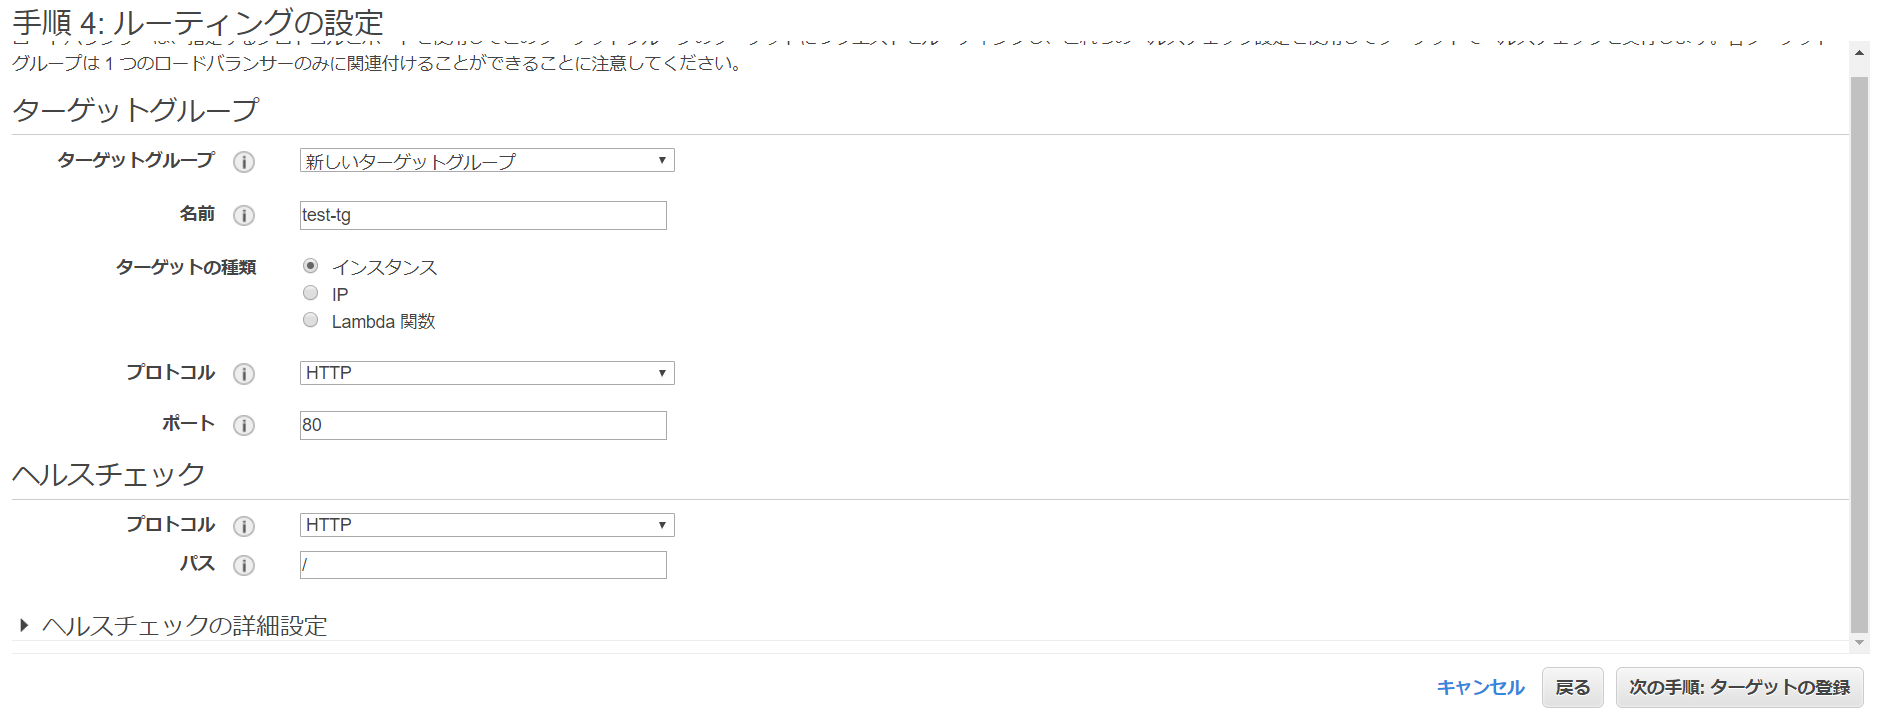 手順 4: ルーティングの設定
グループは 1 つのロードバランサーのみに関連付けることができることに注意してください。
ターゲットグループ
ターゲットグループ 新しいターゲットグループ
名前 test-tg
ターゲットの種類 インスタンス
IP
Lambda 関数
プロトコル HTTP
ポート 80
ヘルスチェック
プロトコル HTTP
パス /
ヘルスチェックの詳細設定
キャンセル 戻る 次の手順: ターゲットの登録